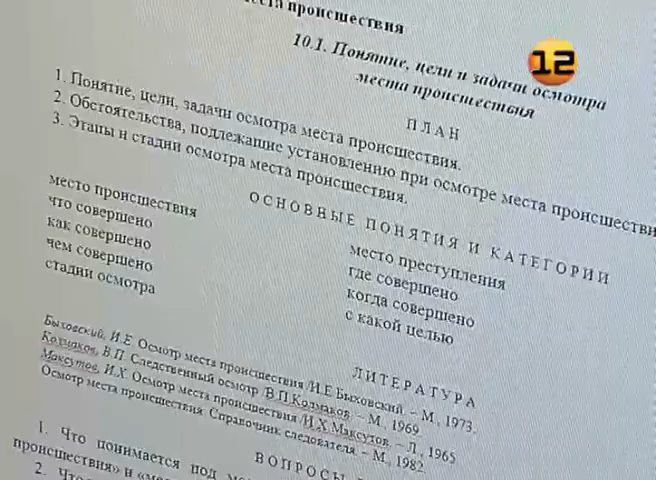 места происшествия
12
10.1. Понятие, цели и задачи осмотра
места происшествия
ПЛАН
1. Понятие, цели, задачи осмотра места происшествия.
2. Обстоятельства, подлежащие установлению при осмотре места происшестви
3. Этапы и стадии осмотра места происшествия.
ОСНОВНЫЕ ПОНЯТИЯ И КАТЕГОРИИ
место происшествия
что совершено
как совершено
чем совершено
стадии осмотра
место преступления
где совершено
когда совершено
с какой целью
ЛИТЕРАТУРА
Быховский, И.Е. Осмотр места происшествия /И.Е.Быховский. – М., 1973.
Колмаков, В.П. Следственный осмотр /В.П.Колмаков. – М., 1969.
Максутов, И.Х. Осмотр места происшествия /И.Х.Максутов. – Л., 1965.
Осмотр места происшествия. Справочник следователя. – М., 1982.
ВОПРОСЫ
1. Что понимается под
происшествия» и
2. Что